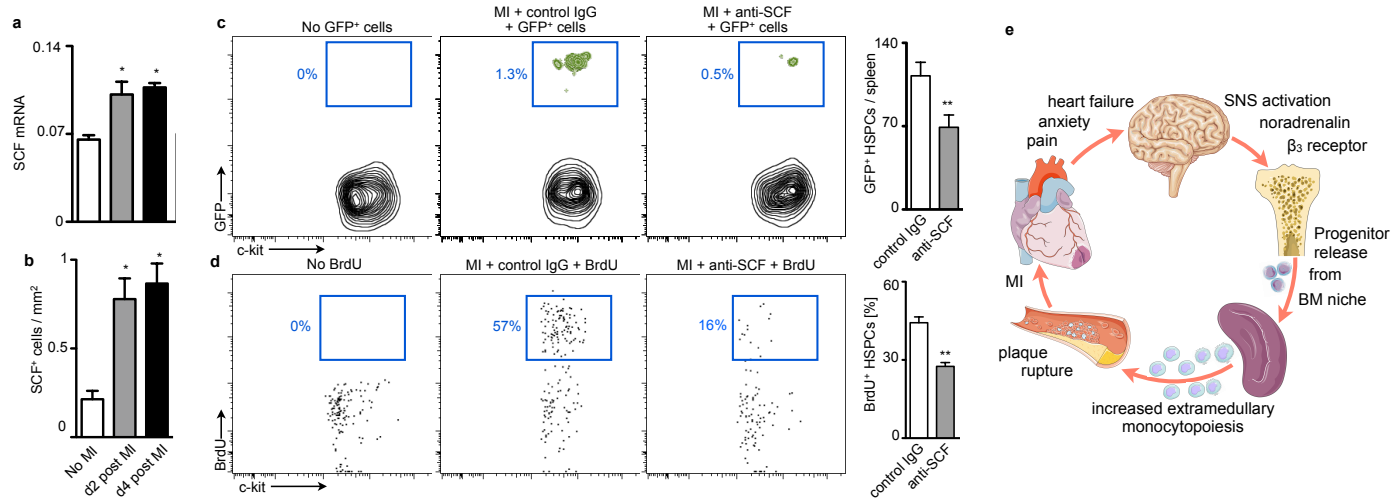 a
0.14
0.07
0
SCF mRNA
* *
b
1
0.5
0
SCF⁺ cells / mm²
* *
No MI
d2 post MI
d4 post MI
c
No GFP⁺ cells
MI + control IgG
+ GFP⁺ cells
MI + anti-SCF
+ GFP⁺ cells
0%
1.3%
0.5%
GFP
c-kit
140
70
0
GFP⁺ HSPCs / spleen
**
control IgG
anti-SCF
d
No BrdU
MI + control IgG + BrdU
MI + anti-SCF + BrdU
0%
57%
16%
BrdU
c-kit
60
30
0
BrdU⁺ HSPCs [%]
**
control IgG
anti-SCF
e
heart failure
anxiety
pain
SNS activation
noradrenalin
β₃ receptor
Progenitor
release
from
BM niche
increased extramedullary
monocytopoiesis
plaque
rupture
MI